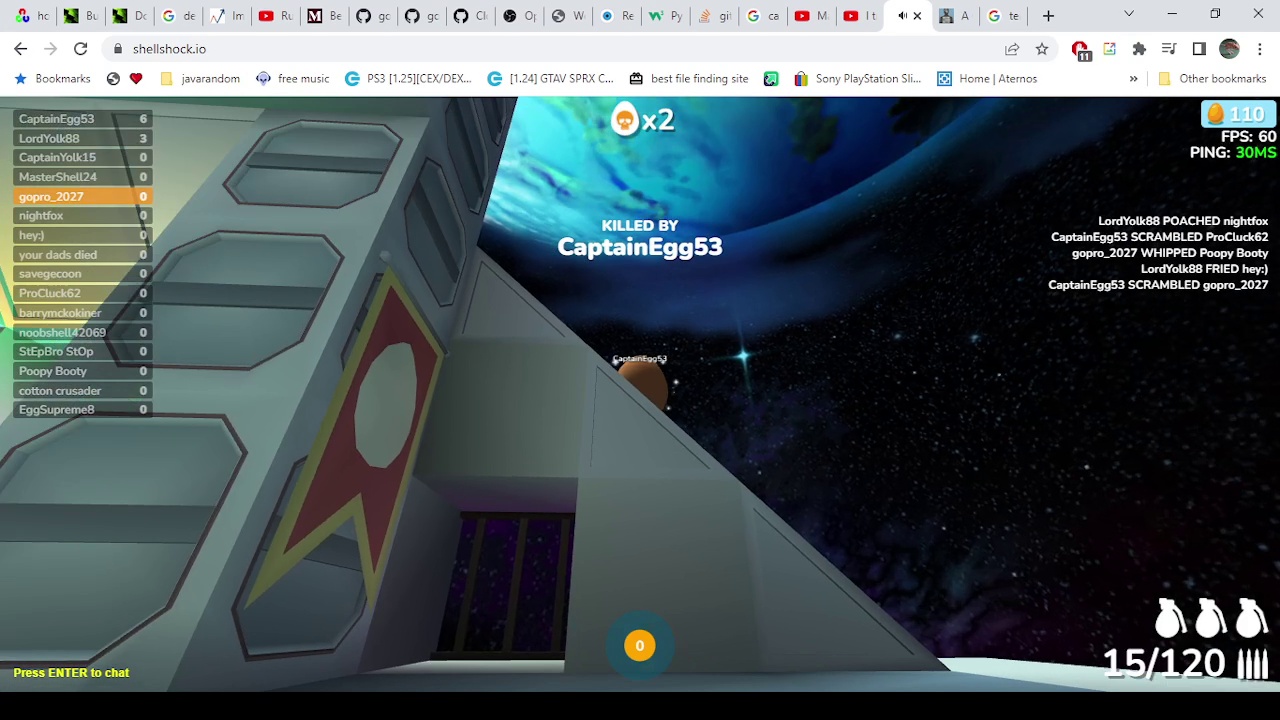 hc
Bu
Dc
de
Im
Ru
Be
gc
gc
Cl
Op
W
Re
Py
git
ca
M
I t
A
te
shellshock.io
11
Bookmarks
javarandom
free music
PS3 [1.25][CEX/DEX...
[1.24] GTAV SPRX C...
best file finding site
Sony PlayStation Sli...
Home | Aternos
»
Other bookmarks
CaptainEgg53 6
LordYolk88 3
CaptainYolk15 0
MasterShell24 0
gopro_2027 0
nightfox 0
hey:) 0
your dads died 0
savegecoon 0
ProCluck62 0
barrymckokiner 0
noobshell42069 0
StEpBro StOp 0
Poopy Booty 0
cotton crusader 0
EggSupreme8 0
x2
KILLED BY
CaptainEgg53
CaptainEgg53
110
FPS: 60
PING: 30MS
LordYolk88 POACHED nightfox
CaptainEgg53 SCRAMBLED ProCluck62
gopro_2027 WHIPPED Poopy Booty
LordYolk88 FRIED hey:)
CaptainEgg53 SCRAMBLED gopro_2027
0
15/120
Press ENTER to chat